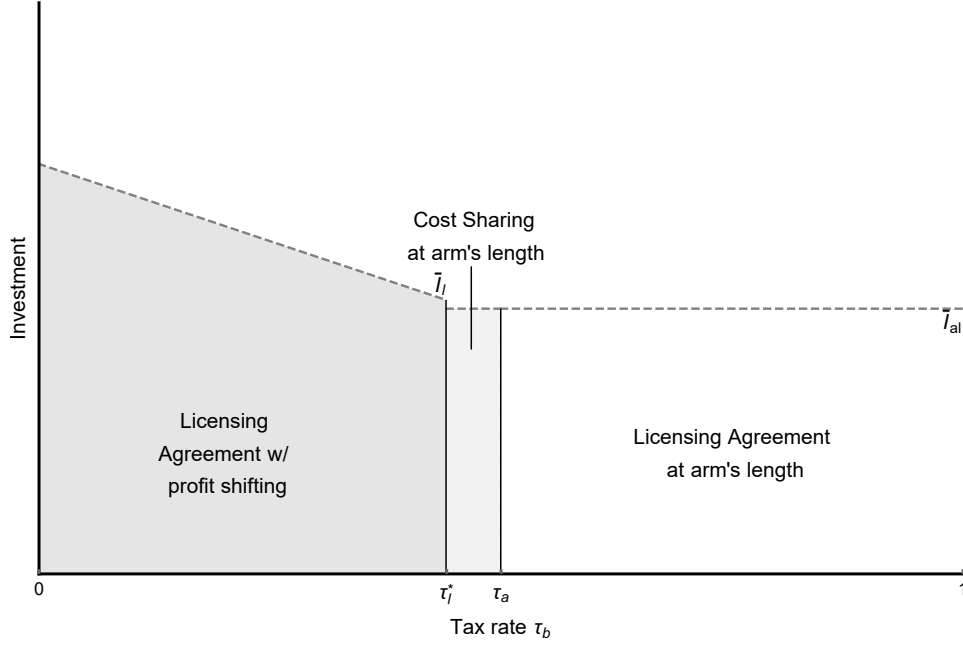 Cost Sharing
at arm's length
Investment
Ī_l
Ī_al
Licensing
Agreement w/
profit shifting
Licensing Agreement
at arm's length
0
τ_l^*
τ_a
1
Tax rate τ_b